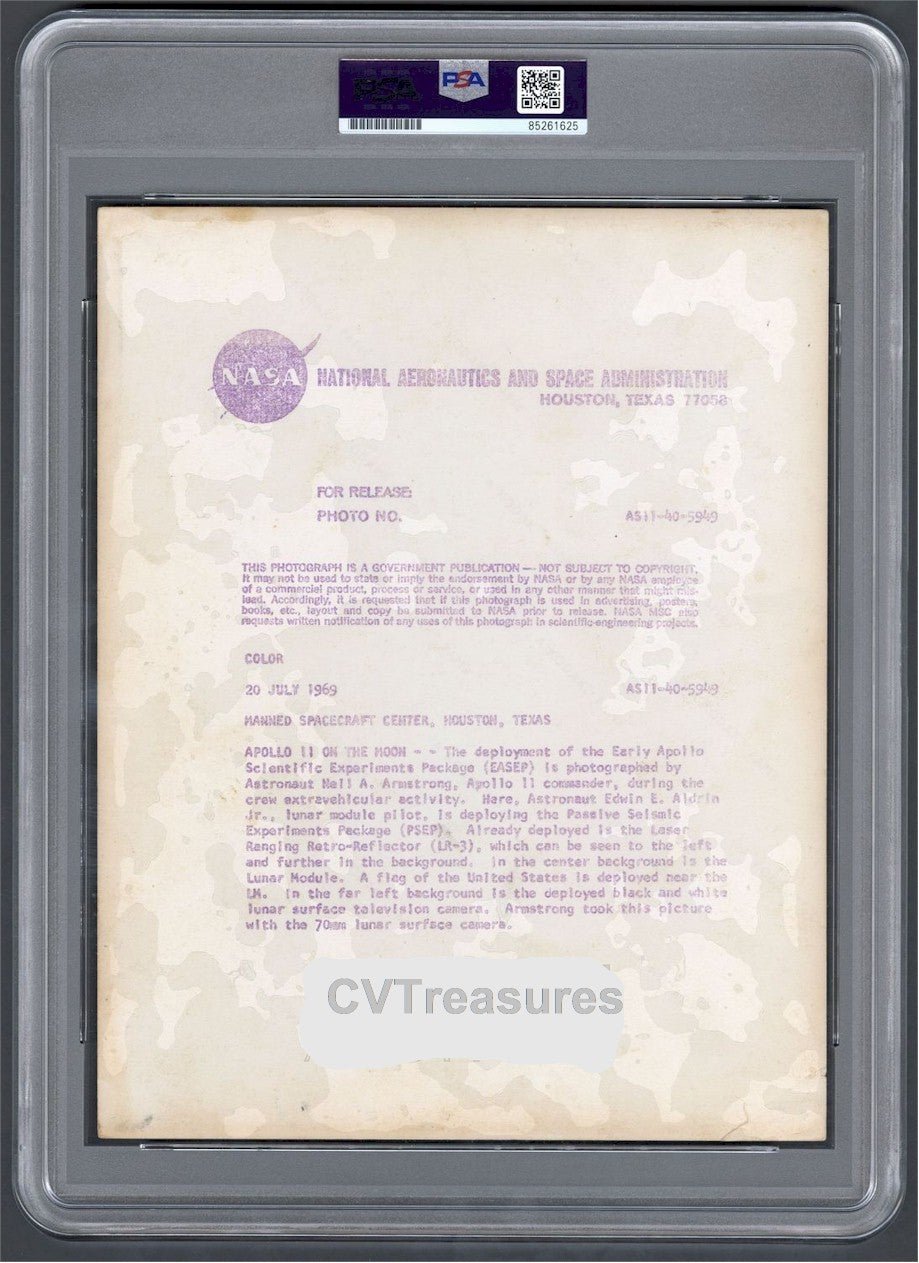 PSA
85261625
NASA NATIONAL AERONAUTICS AND SPACE ADMINISTRATION
HOUSTON, TEXAS 77058
FOR RELEASE:
PHOTO NO. AS11-40-5949
THIS PHOTOGRAPH IS A GOVERNMENT PUBLICATION — NOT SUBJECT TO COPYRIGHT.
It may not be used to state or imply the endorsement by NASA or by any NASA employee
of a commercial product, process or service, or used in any other manner that might mis-
lead. Accordingly, it is requested that if this photograph is used in advertising, posters,
books, etc., layout and copy be submitted to NASA prior to release. NASA MSC also
requests written notification of any uses of this photograph in scientific-engineering projects.
COLOR
20 JULY 1969 AS11-40-5949
MANNED SPACECRAFT CENTER, HOUSTON, TEXAS
APOLLO 11 ON THE MOON - - The deployment of the Early Apollo
Scientific Experiments Package (EASEP) is photographed by
Astronaut Neil A. Armstrong, Apollo 11 commander, during the
crew extravehicular activity. Here, Astronaut Edwin E. Aldrin
Jr., lunar module pilot, is deploying the Passive Seismic
Experiments Package (PSEP). Already deployed is the Laser
Ranging Retro-Reflector (LR-3), which can be seen to the left
and further in the background. In the center background is the
Lunar Module. A flag of the United States is deployed near the
LM. In the far left background is the deployed black and white
lunar surface television camera. Armstrong took this picture
with the 70mm lunar surface camera.
CVTreasures